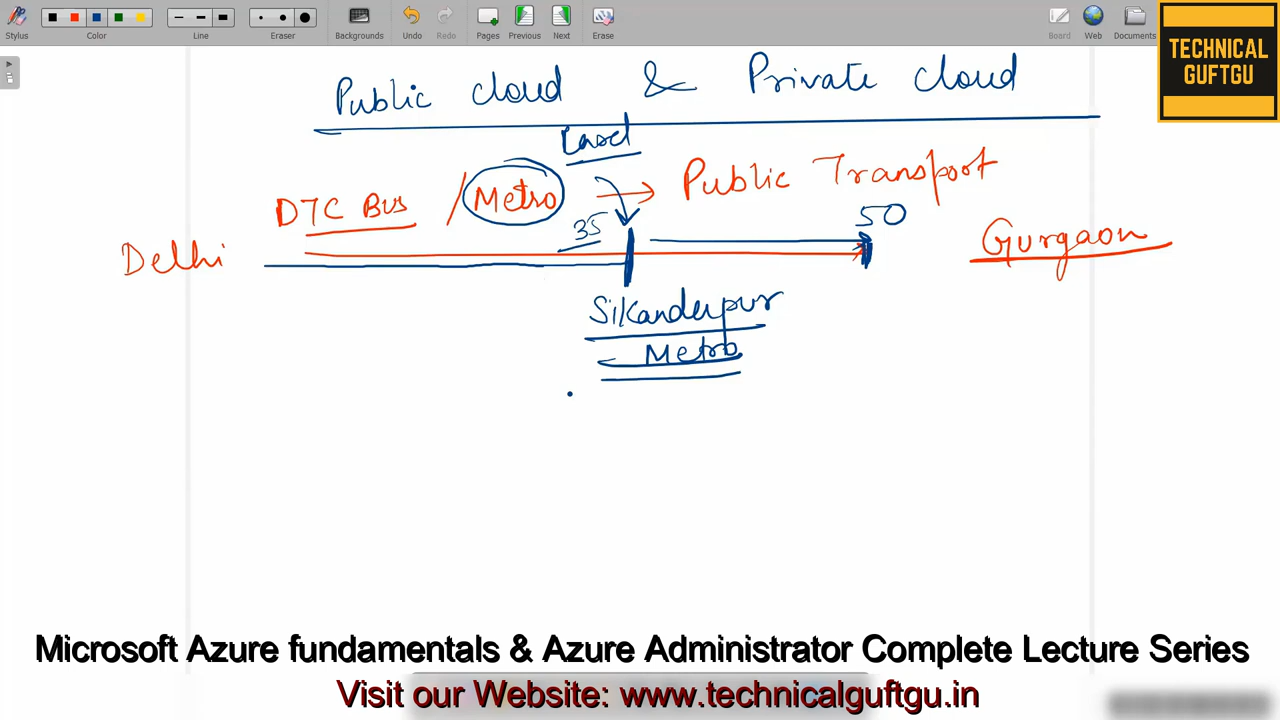 Stylus
Color
Line
Eraser
Backgrounds
Undo
Redo
Pages
Previous
Next
Erase
Board
Web
Documents
TECHNICAL
GUFTGU
Public cloud & Private cloud
DTC Bus / Metro → Public Transport
35
50
Delhi
Gurgaon
Sikanderpur
Metro
Microsoft Azure fundamentals & Azure Administrator Complete Lecture Series
Visit our Website: www.technicalguftgu.in